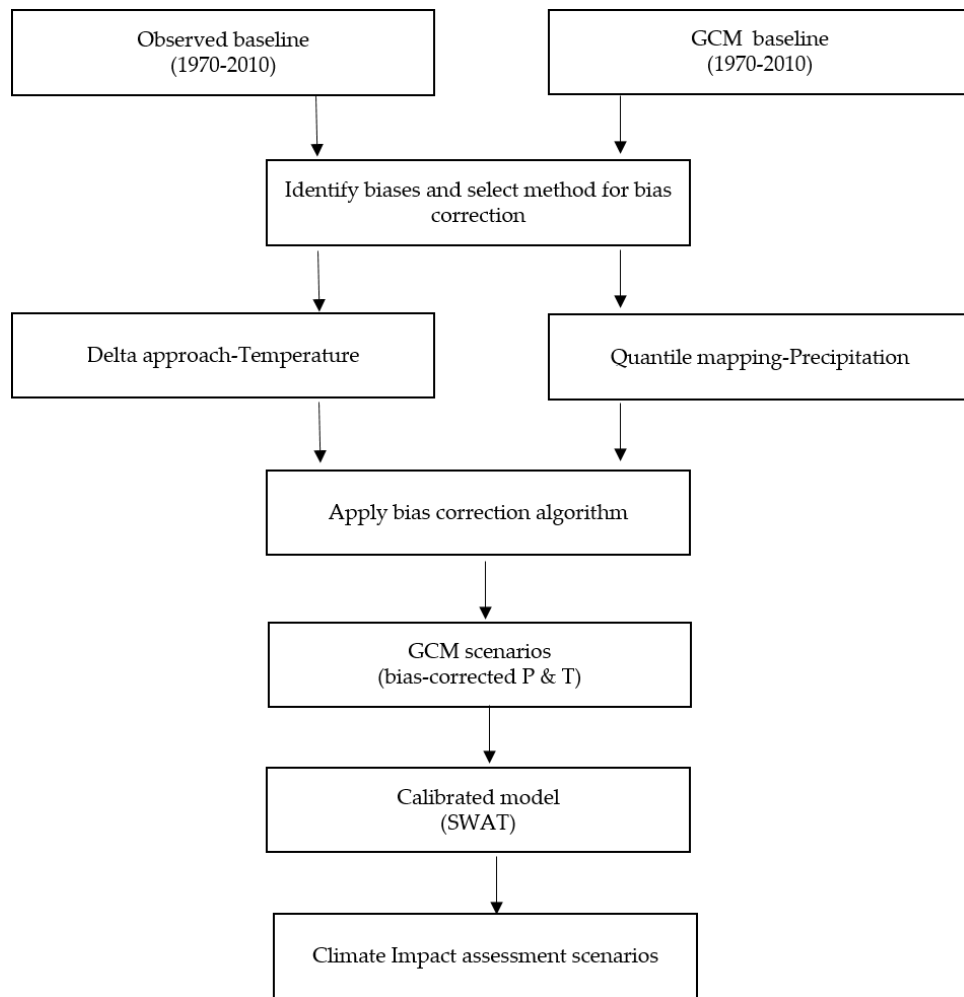 Observed baseline
(1970-2010)
GCM baseline
(1970-2010)
Identify biases and select method for bias
correction
Delta approach-Temperature
Quantile mapping-Precipitation
Apply bias correction algorithm
GCM scenarios
(bias-corrected P & T)
Calibrated model
(SWAT)
Climate Impact assessment scenarios